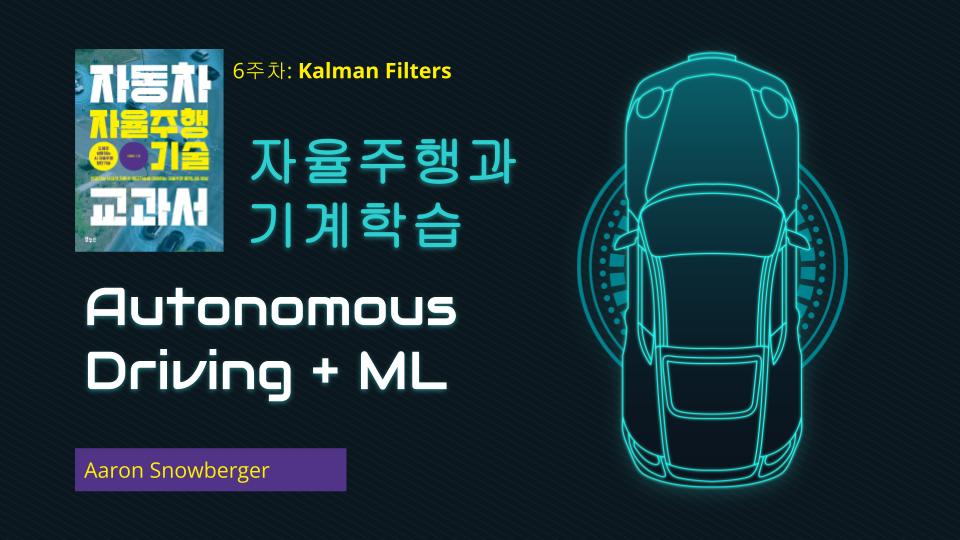 6주차: Kalman Filters
자동차
자율주행
기술
교과서
자율주행과
기계학습
Autonomous
Driving + ML
Aaron Snowberger